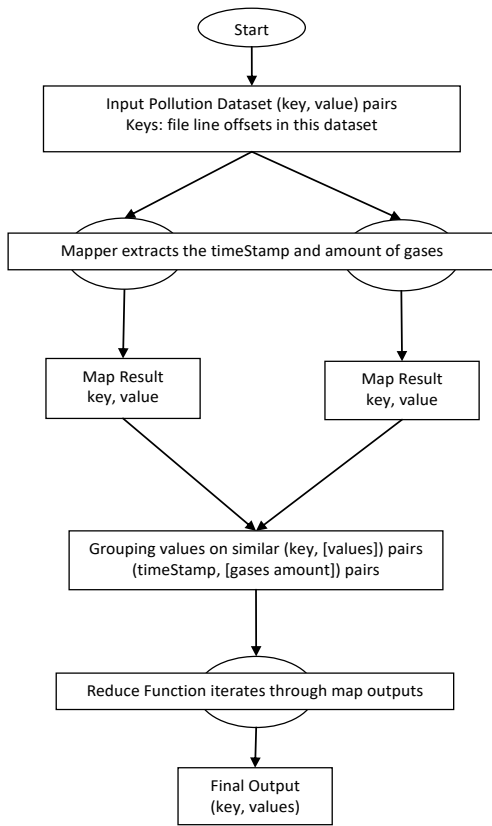 Start
Input Pollution Dataset (key, value) pairs
Keys: file line offsets in this dataset
Mapper extracts the timeStamp and amount of gases
Map Result
key, value
Map Result
key, value
Grouping values on similar (key, [values]) pairs
(timeStamp, [gases amount]) pairs
Reduce Function iterates through map outputs
Final Output
(key, values)